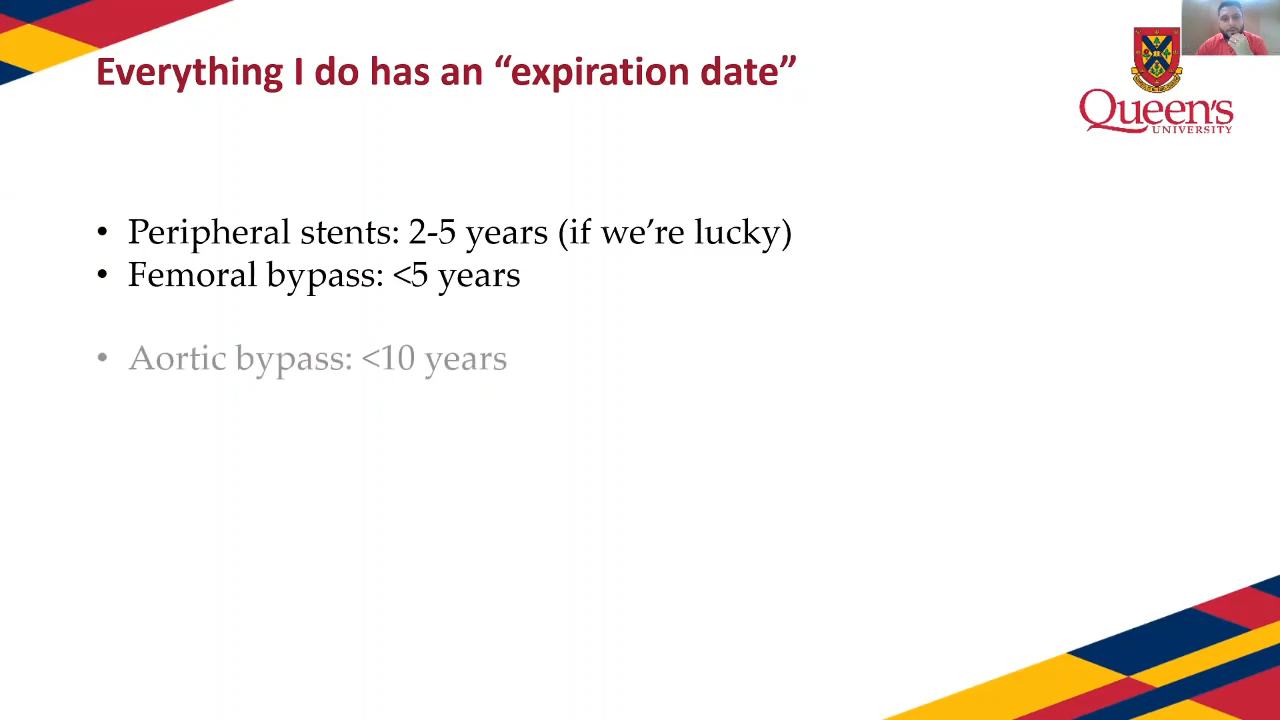 Everything I do has an “expiration date”
Queen's
UNIVERSITY
• Peripheral stents: 2-5 years (if we’re lucky)
• Femoral bypass: <5 years
• Aortic bypass: <10 years